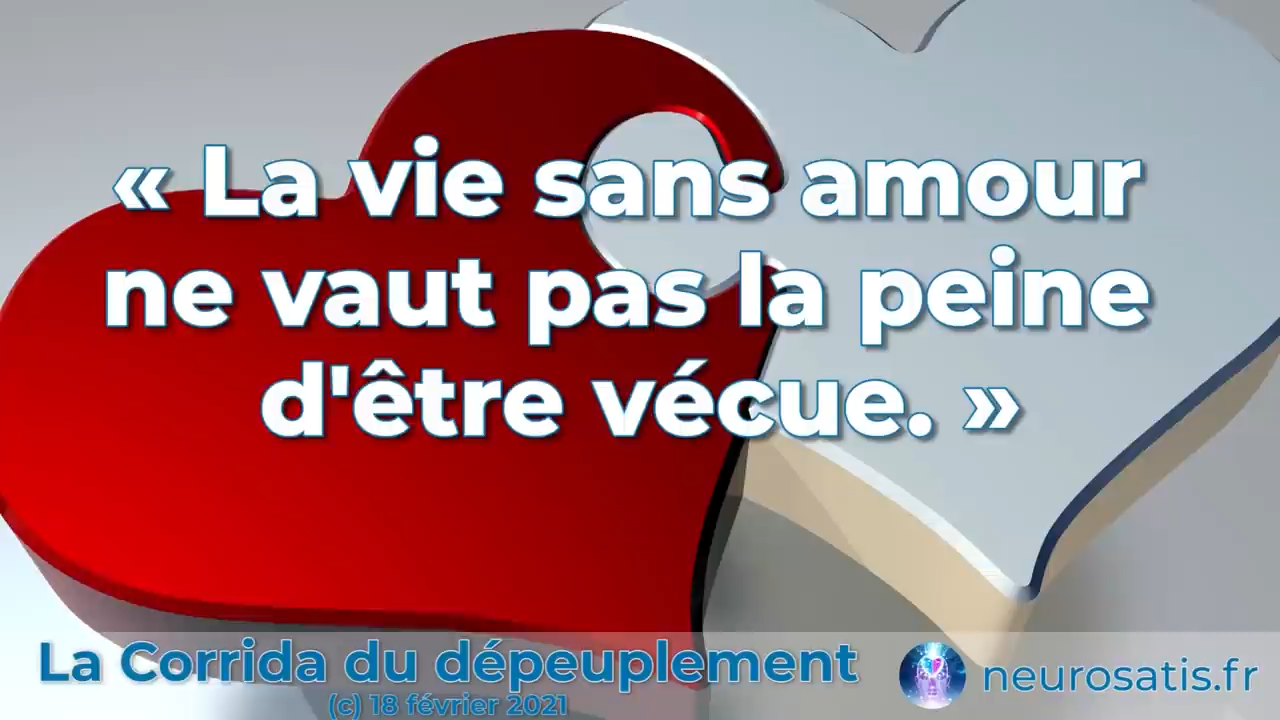 « La vie sans amour
ne vaut pas la peine
d'être vécue. »
La Corrida du dépeuplement
(c) 18 février 2021
neurosatis.fr